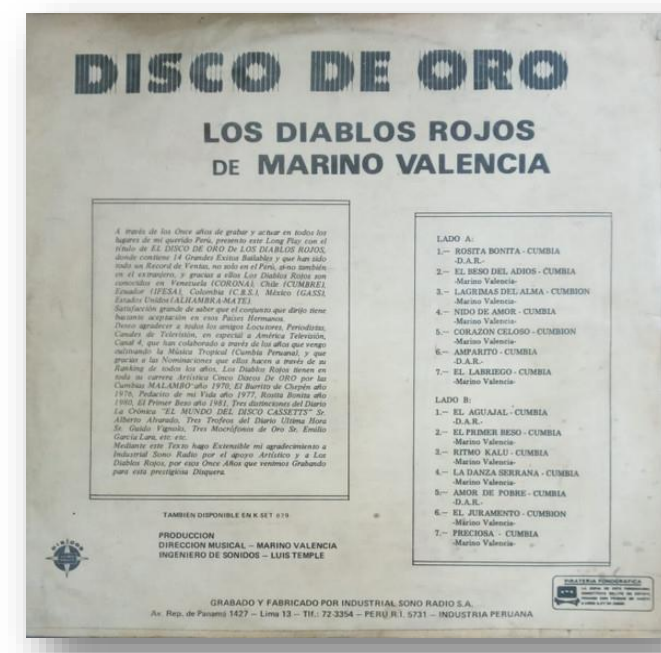 DISCO DE ORO
LOS DIABLOS ROJOS
DE MARINO VALENCIA
A través de los Once años de grabar y actuar en todos los
lugares de mi querido Perú, presento este Long Play con el
título de EL DISCO DE ORO De LOS DIABLOS ROJOS,
donde contiene 14 Grandes Exitos Bailables y que han sido
todo un Record de Ventas, no solo en el Perú, si-no también
en el extranjero, y gracias a ellos Los Diablos Rojos son
conocidos en Venezuela (CORONA), Chile (CUMBRE),
Ecuador (IFESA), Colombia (C.B.S.), México (GASS),
Estados Unidos (ALHAMBRA-MATE).
Satisfacción grande de saber que el conjunto que dirijo tiene
bastante aceptación en esos Países Hermanos.
Deseo agradecer a todos los amigos Locutores, Periodistas,
Canales de Televisión, en especial a América Televisión,
Canal 4, que han colaborado a través de los años que vengo
cultivando la Música Tropical (Cumbia Peruana), y que
gracias a las Nominaciones que ellos hacen a través de su
Ranking de todos los años. Los Diablos Rojos tienen en
toda su carrera Artística Cinco Discos De ORO por las
Cumbias MALAMBO año 1970, El Burrito de Chepén año
1976, Pedacito de mi Vida año 1977, Rosita Bonita año
1980, El Primer Beso año 1981, Tres distinciones del Diario
La Crónica "EL MUNDO DEL DISCO CASSETTS" Sr.
Alberto Alvarado, Tres Trofeos del Diario Ultima Hora
Sr. Guido Vignolo, Tres Micrófonos de Oro Sr. Emilio
García Lara, etc. etc.
Mediante este Texto hago Extensible mi agradecimiento a
Industrial Sono Radio por el apoyo Artístico y a Los
Diablos Rojos, por esos Once Años que venimos Grabando
para esta prestigiosa Disquera.
LADO A:
1.— ROSITA BONITA - CUMBIA
-D.A.R.-
2.— EL BESO DEL ADIOS - CUMBIA
-Marino Valencia-
3.— LAGRIMAS DEL ALMA - CUMBION
-Marino Valencia-
4.— NIDO DE AMOR - CUMBIA
-Marino Valencia-
5.— CORAZON CELOSO - CUMBION
-Marino Valencia-
6.— AMPARITO - CUMBIA
-D.A.R.-
7.— EL LABRIEGO - CUMBIA
-Marino Valencia-
LADO B:
1.— EL AGUAJAL - CUMBIA
-D.A.R.-
2.— EL PRIMER BESO - CUMBIA
-Marino Valencia-
3.— RITMO KALU - CUMBIA
-Marino Valencia-
4.— LA DANZA SERRANA - CUMBIA
-Marino Valencia-
5.— AMOR DE POBRE - CUMBIA
-D.A.R.-
6.— EL JURAMENTO - CUMBION
-Marino Valencia-
7.— PRECIOSA - CUMBIA
-Marino Valencia-
TAMBIEN DISPONIBLE EN K-SET
PRODUCCION
DIRECCION MUSICAL — MARINO VALENCIA
INGENIERO DE SONIDOS — LUIS TEMPLE
PIRATERIA FONOGRAFICA
GRABADO Y FABRICADO POR INDUSTRIAL SONO RADIO S.A.
Av. Rep. de Panamá 1427 — Lima 13 — Tlf.: 72-3354 — PERU R.I. 5731 — INDUSTRIA PERUANA